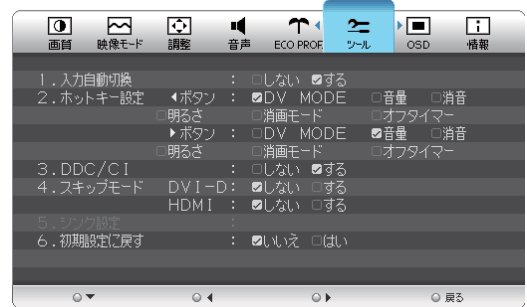 画質 映像モード 調整 音声 ECO PROF. ツール OSD 情報
1.入力自動切換 : □しない ☑する
2.ホットキー設定 ◀ボタン : ☑DV MODE □音量 □消音
□明るさ □消画モード □オフタイマー
▶ボタン : □DV MODE ☑音量 □消音
□明るさ □消画モード □オフタイマー
3.DDC/CI : □しない ☑する
4.スキップモード DVI-D: ☑しない □する
HDMI : ☑しない □する
5.シンク設定 :
6.初期設定に戻す : ☑いいえ □はい
▼ ◀ ▶ 戻る